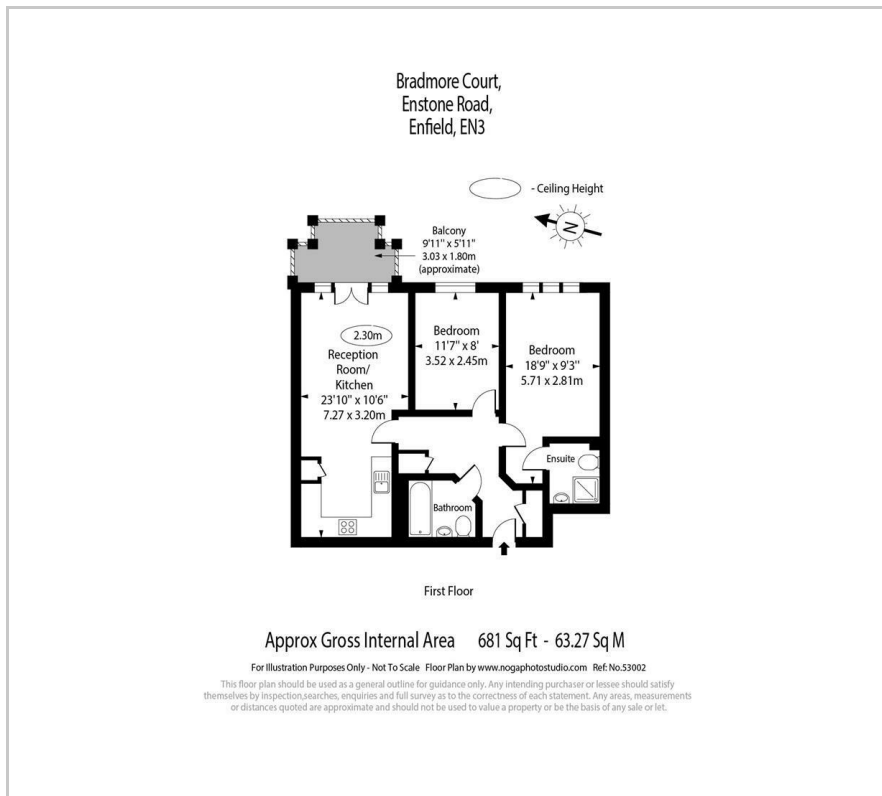 Bradmore Court,
Enstone Road,
Enfield, EN3
- Ceiling Height
N
Balcony
9'11" x 5'11"
3.03 x 1.80m
(approximate)
2.30m
Reception
Room/
Kitchen
23'10" x 10'6"
7.27 x 3.20m
Bedroom
11'7" x 8'
3.52 x 2.45m
Bedroom
18'9" x 9'3"
5.71 x 2.81m
Ensuite
Bathroom
First Floor
Approx Gross Internal Area 681 Sq Ft - 63.27 Sq M
For Illustration Purposes Only - Not To Scale Floor Plan by www.nogaphotostudio.com Ref: No.53002
This floor plan should be used as a general outline for guidance only. Any intending purchaser or lessee should satisfy
themselves by inspection,searches, enquiries and full survey as to the correctness of each statement. Any areas, measurements
or distances quoted are approximate and should not be used to value a property or be the basis of any sale or let.